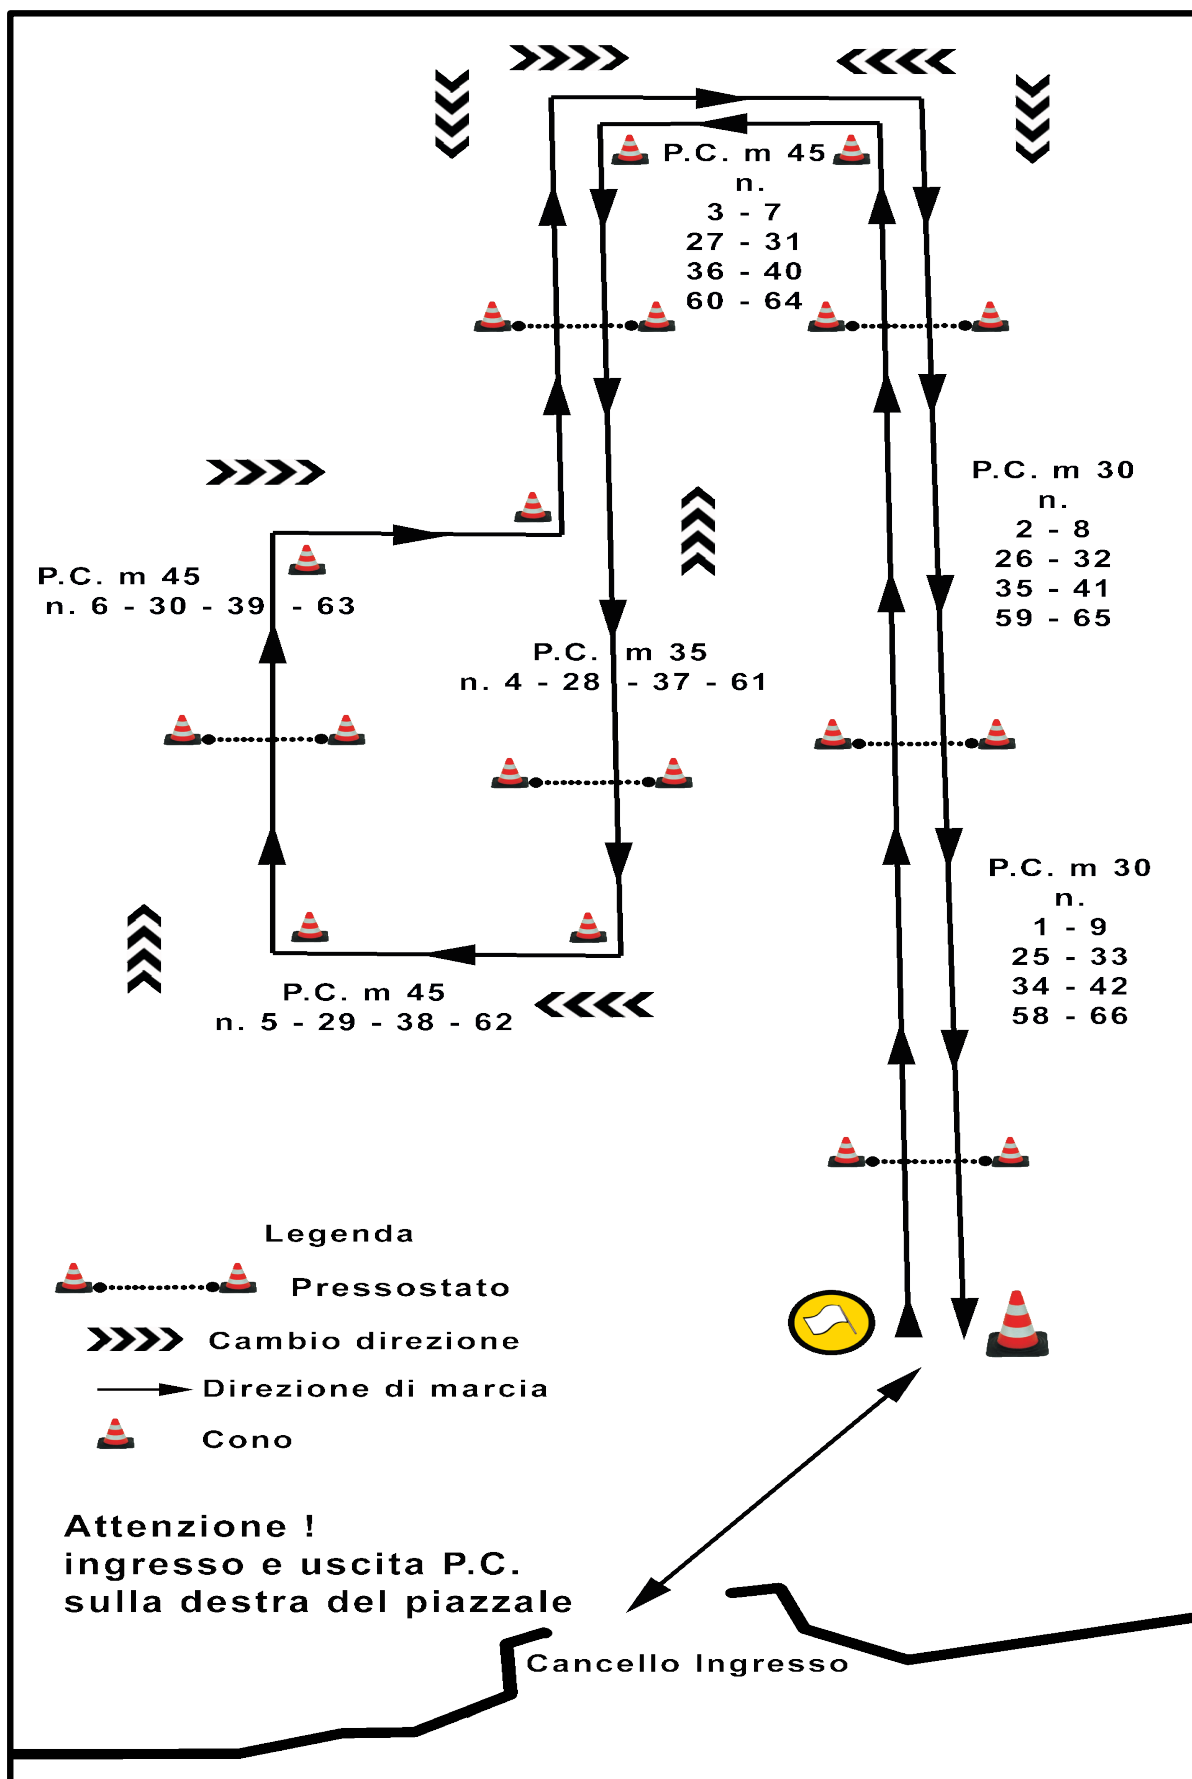 P.C. m 45
n.
3 - 7
27 - 31
36 - 40
60 - 64
P.C. m 30
n.
2 - 8
26 - 32
35 - 41
59 - 65
P.C. m 45
n. 6 - 30 - 39 - 63
P.C. m 35
n. 4 - 28 - 37 - 61
P.C. m 30
n.
1 - 9
25 - 33
34 - 42
58 - 66
P.C. m 45
n. 5 - 29 - 38 - 62
Legenda
Pressostato
Cambio direzione
Direzione di marcia
Cono
Attenzione !
ingresso e uscita P.C.
sulla destra del piazzale
Cancello Ingresso